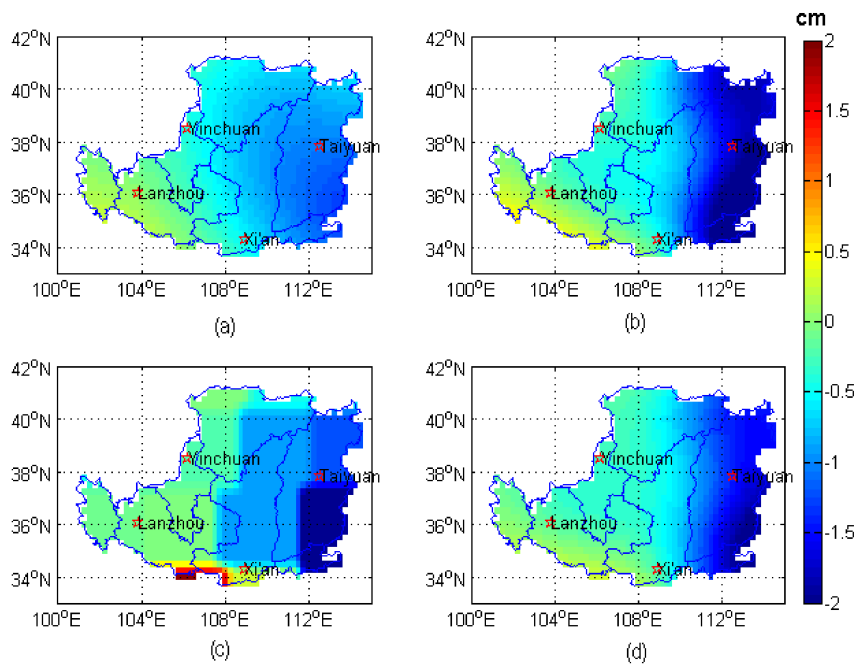 cm
42°N
40°N
38°N
36°N
34°N
100°E
104°E
108°E
112°E
Yinchuan
Taiyuan
Lanzhou
Xi'an
(a)
42°N
40°N
38°N
36°N
34°N
100°E
104°E
108°E
112°E
Yinchuan
Taiyuan
Lanzhou
Xi'an
(b)
42°N
40°N
38°N
36°N
34°N
100°E
104°E
108°E
112°E
Yinchuan
Taiyuan
Lanzhou
Xi'an
(c)
42°N
40°N
38°N
36°N
34°N
100°E
104°E
108°E
112°E
Yinchuan
Taiyuan
Lanzhou
Xi'an
(d)
2
1.5
1
0.5
0
-0.5
-1
-1.5
-2